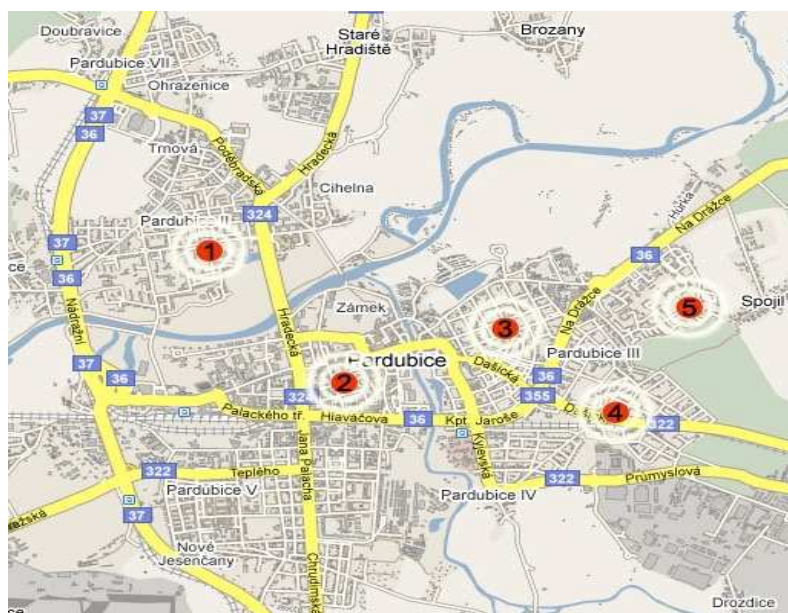 Doubravice
36
Staré
Hradiště
Brozany
Pardubice VII
Ohrazenice
37
36
Trnová
Poděbradská
Hradecká
Cihelna
Hůrka
Na Drážce
Pardubice II
324
37
36
36
1
Nádražní
Hradecká
Zámek
5
Spojil
3
Na Drážce
Pardubice III
Pardubice
Dašická
37
36
36
2
324
355
4
Palackého tř.
Hlaváčova
36
Kpt. Jaroše
322
Jana Palacha
Kyjevská
322
Teplého
322
Průmyslová
Pardubice V
Pardubice IV
37
Nové
Jesenčany
Chrudimská
Drozdice